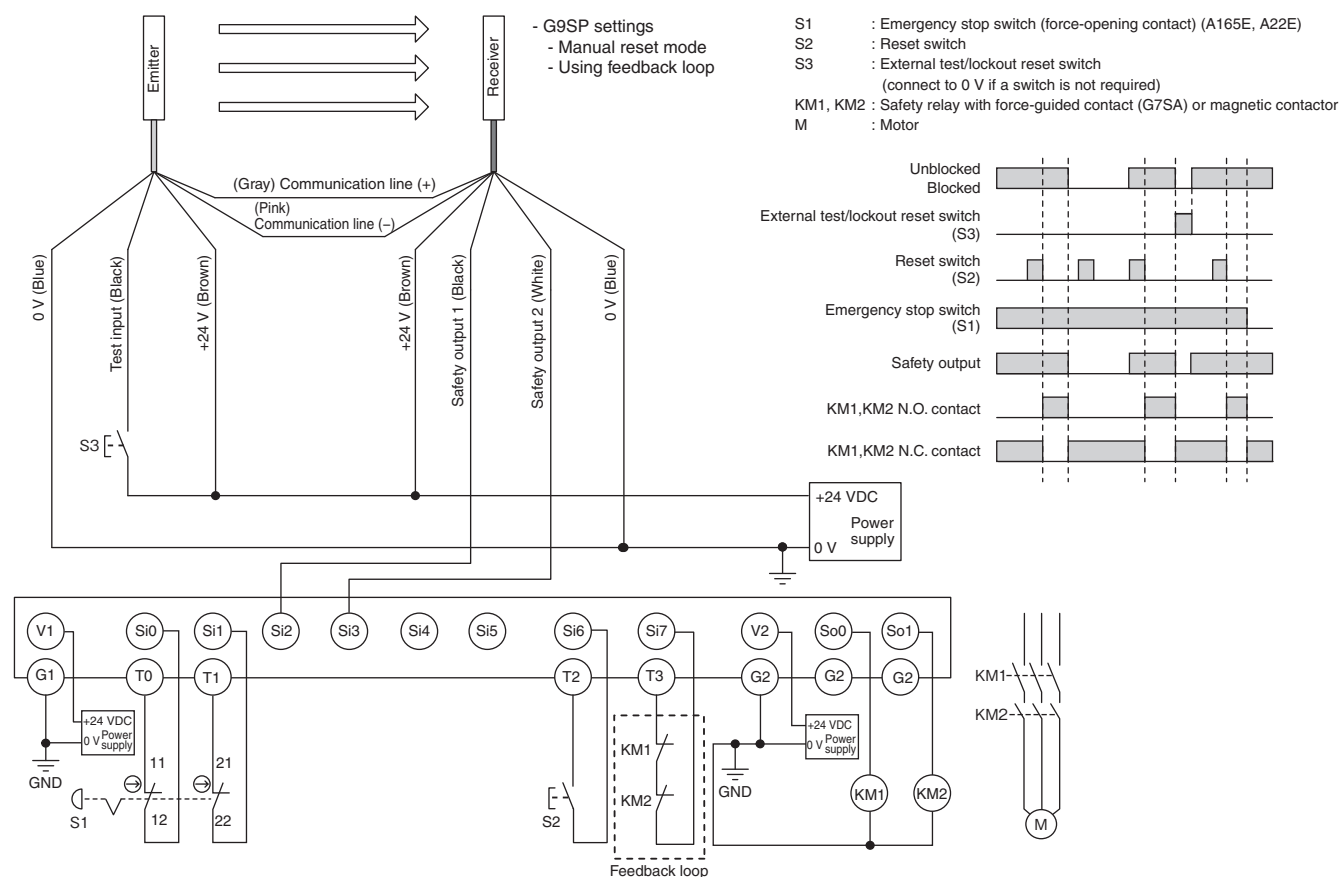 Emitter
Receiver
- G9SP settings
- Manual reset mode
- Using feedback loop
S1 : Emergency stop switch (force-opening contact) (A165E, A22E)
S2 : Reset switch
S3 : External test/lockout reset switch
(connect to 0 V if a switch is not required)
KM1, KM2 : Safety relay with force-guided contact (G7SA) or magnetic contactor
M : Motor
(Gray) Communication line (+)
(Pink)
Communication line (−)
0 V (Blue)
Test input (Black)
+24 V (Brown)
+24 V (Brown)
Safety output 1 (Black)
Safety output 2 (White)
0 V (Blue)
S3
Unblocked
Blocked
External test/lockout reset switch
(S3)
Reset switch
(S2)
Emergency stop switch
(S1)
Safety output
KM1,KM2 N.O. contact
KM1,KM2 N.C. contact
+24 VDC
Power
supply
0 V
V1 Si0 Si1 Si2 Si3 Si4 Si5 Si6 Si7 V2 So0 So1
G1 T0 T1 T2 T3 G2 G2 G2
+24 VDC
0 V Power
supply
GND
11
21
S1
12
22
S2
KM1
KM2
Feedback loop
+24 VDC
0 V Power
supply
GND
KM1
KM2
KM1
KM2
M